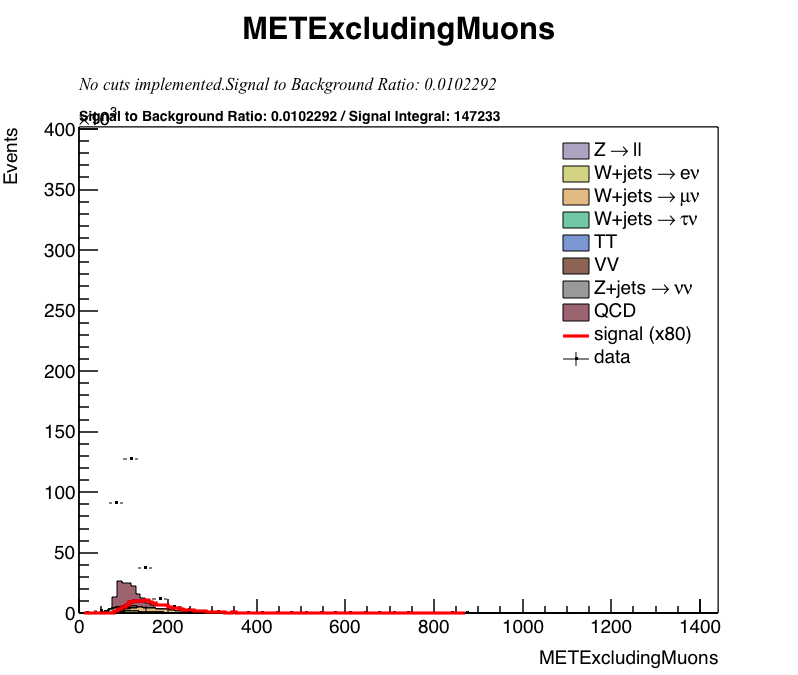 METExcludingMuons
No cuts implemented.Signal to Background Ratio: 0.0102292
Signal to Background Ratio: 0.0102292 / Signal Integral: 147233
×10³
Events
400
350
300
250
200
150
100
50
0
Z → ll
W+jets → eν
W+jets → μν
W+jets → τν
TT
VV
Z+jets → νν
QCD
signal (x80)
data
0 200 400 600 800 1000 1200 1400
METExcludingMuons